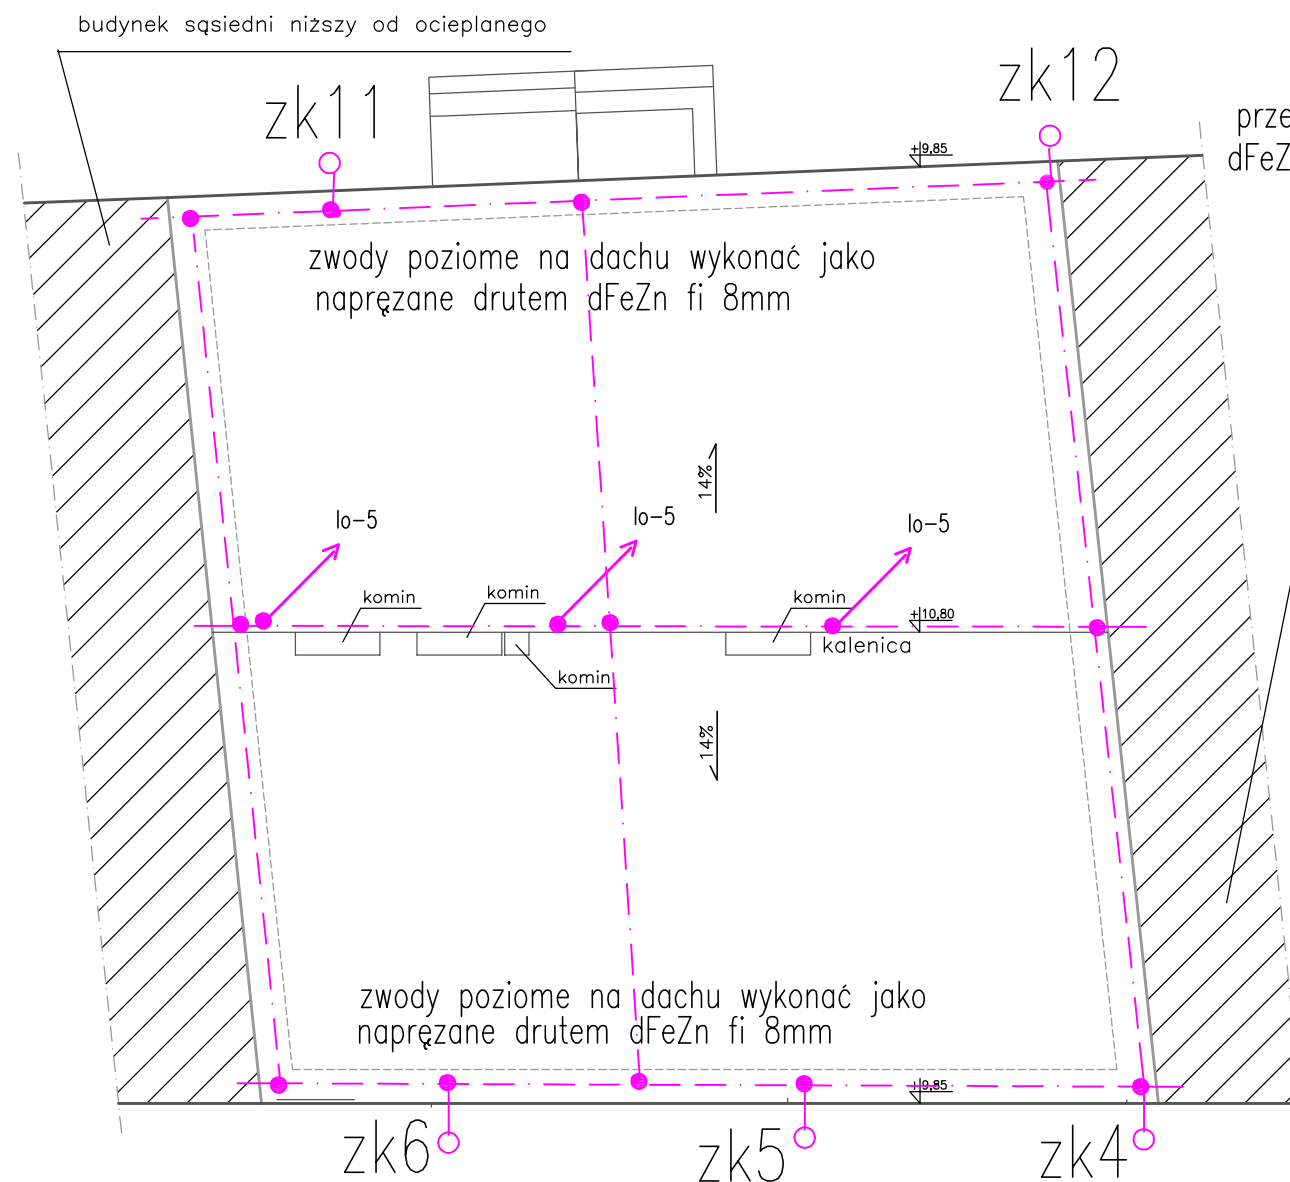 budynek sąsiedni niższy od ocieplanego
zk11
zk12
prze
dFeZ
+9,85
zwody poziome na dachu wykonać jako
napręzane drutem dFeZn fi 8mm
14%
lo-5
lo-5
lo-5
komin
komin
komin
+10,80
kalenica
komin
14%
zwody poziome na dachu wykonać jako
napręzane drutem dFeZn fi 8mm
+9,85
zk6
zk5
zk4